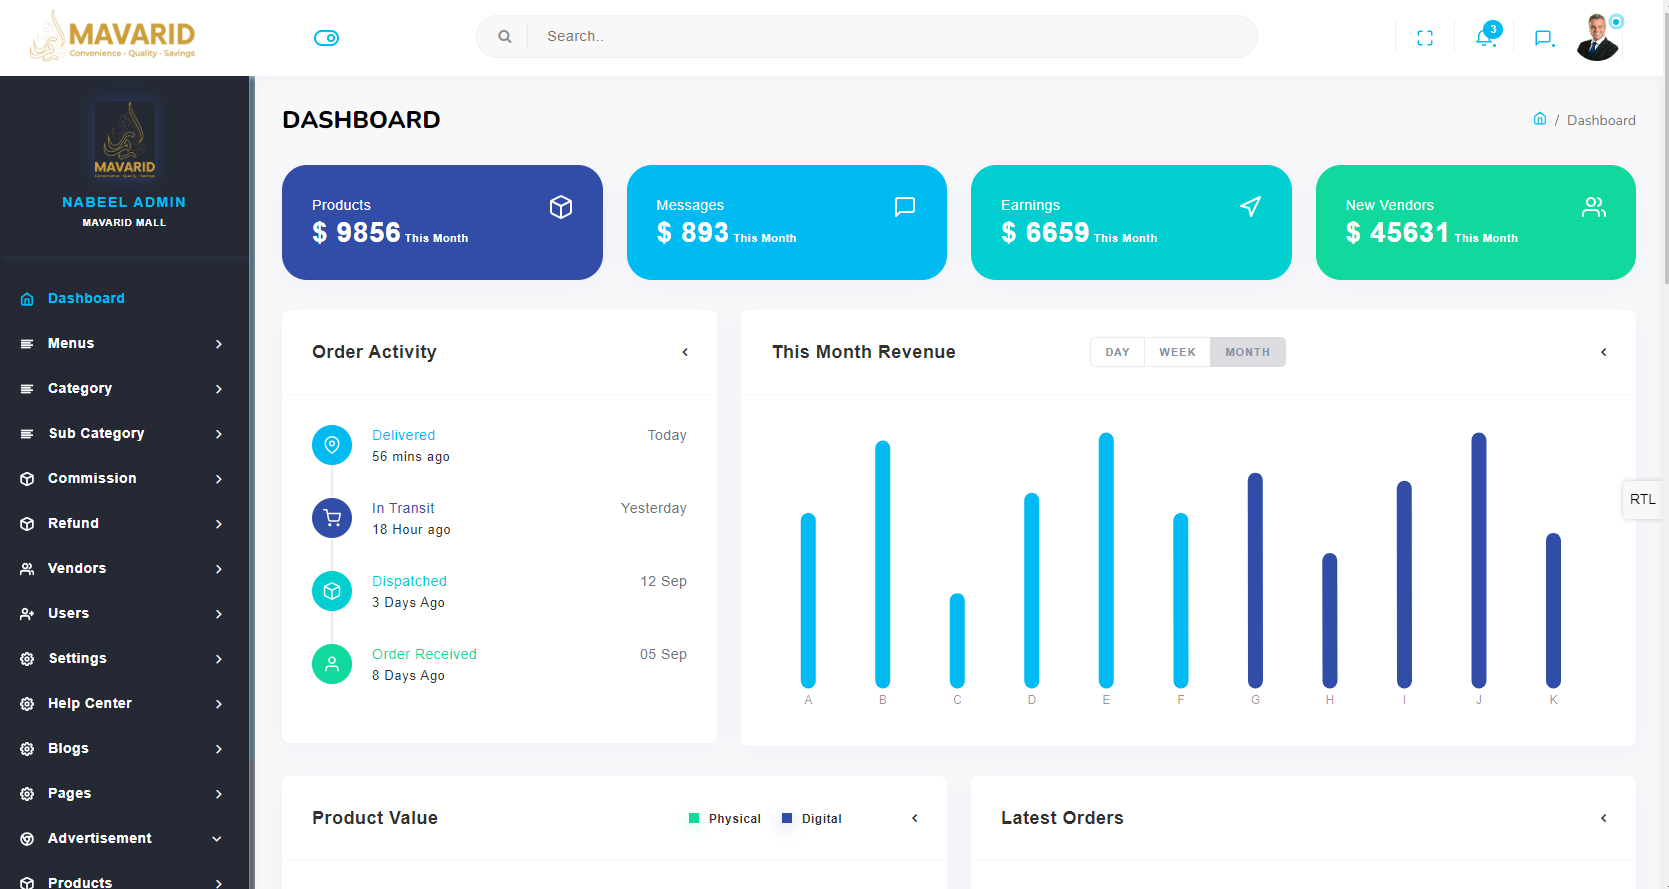 MAVARID
Convenience - Quality - Savings
Search..
3
MAVARID
NABEEL ADMIN
MAVARID MALL
Dashboard
Menus
Category
Sub Category
Commission
Refund
Vendors
Users
Settings
Help Center
Blogs
Pages
Advertisement
Products
DASHBOARD
/ Dashboard
Products
$ 9856 This Month
Messages
$ 893 This Month
Earnings
$ 6659 This Month
New Vendors
$ 45631 This Month
Order Activity
Delivered Today
56 mins ago
In Transit Yesterday
18 Hour ago
Dispatched 12 Sep
3 Days Ago
Order Received 05 Sep
8 Days Ago
This Month Revenue
DAY WEEK MONTH
A B C D E F G H I J K
RTL
Product Value
Physical Digital
Latest Orders